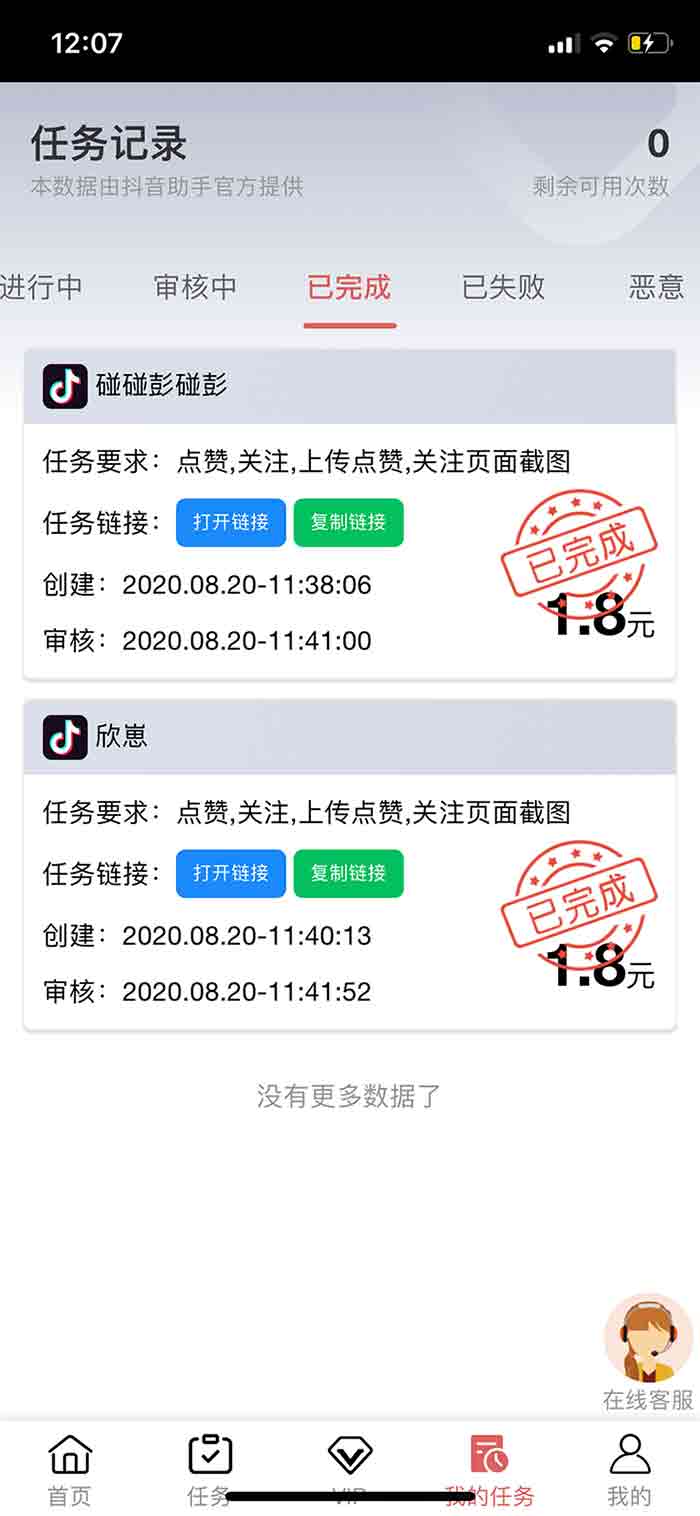 12:07
任务记录
0
本数据由抖音助手官方提供
剩余可用次数
进行中
审核中
已完成
已失败
恶意
碰碰彭碰彭
任务要求：点赞,关注,上传点赞,关注页面截图
任务链接：
打开链接
复制链接
已完成
创建：2020.08.20-11:38:06
1.8元
审核：2020.08.20-11:41:00
欣崽
任务要求：点赞,关注,上传点赞,关注页面截图
任务链接：
打开链接
复制链接
已完成
创建：2020.08.20-11:40:13
1.8元
审核：2020.08.20-11:41:52
没有更多数据了
在线客服
首页
任务
VIP
我的任务
我的